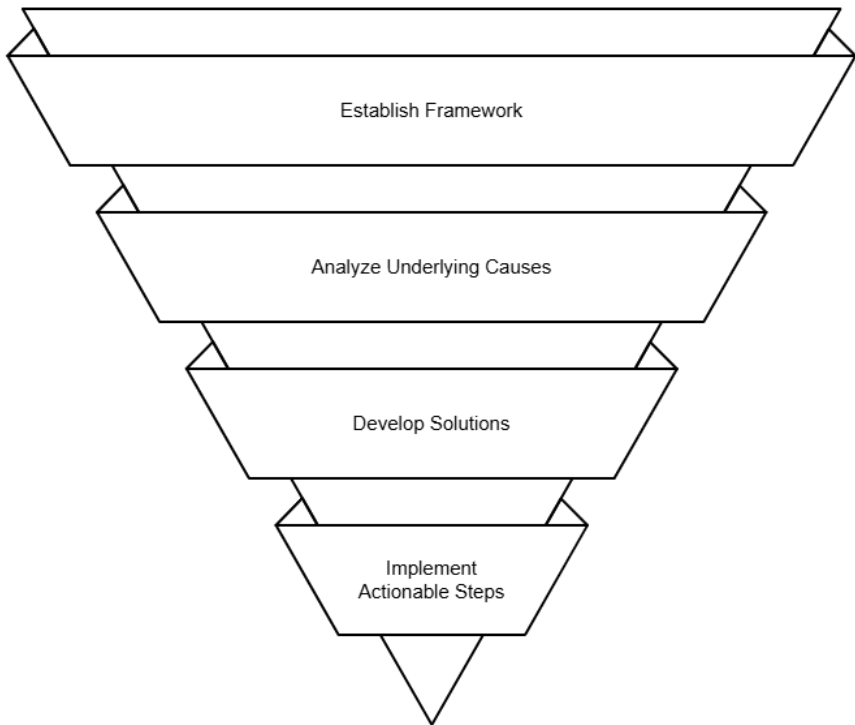 Establish Framework
Analyze Underlying Causes
Develop Solutions
Implement
Actionable Steps